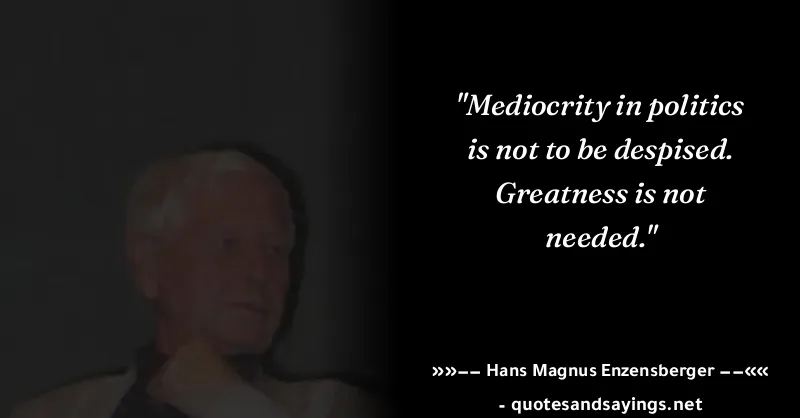 "Mediocrity in politics
is not to be despised.
Greatness is not
needed."
»»−− Hans Magnus Enzensberger −−««
- quotesandsayings.net